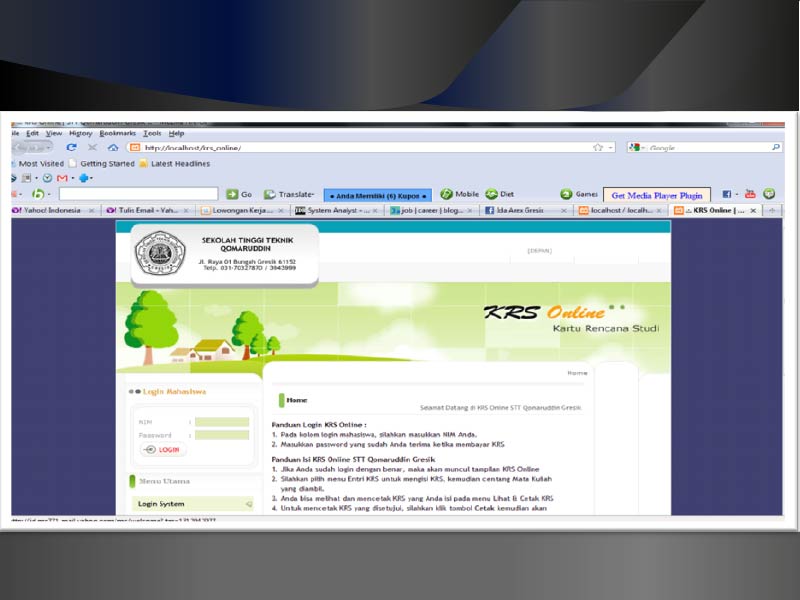 ile Edit View History Bookmarks Tools Help
http://localhost/krs_online/
Google
Most Visited Getting Started Latest Headlines
Go Translate Anda Memiliki (6) Kupon Mobile Diet Games Get Media Player Plugin
Yahoo! Indonesia Tulis Email - Yah... Lowongan Kerja... System Analyst - ... job | career | blog... Ida Arex Gresik localhost / localh... .:. KRS Online | ...
SEKOLAH TINGGI TEKNIK
QOMARUDDIN
Jl. Raya 01 Bungah Gresik 61152
Telp. 031-70327870 / 3943999
[DEPAN]
KRS Online
Kartu Rencana Studi
Home
Login Mahasiswa
NIM :
Password :
LOGIN
Menu Utama
Login System
Home
Selamat Datang di KRS Online STT Qomaruddin Gresik
Panduan Login KRS Online :
1. Pada kolom login mahasiswa, silahkan masukkan NIM Anda.
2. Masukkan password yang sudah Anda terima ketika membayar KRS
Panduan Isi KRS Online STT Qomaruddin Gresik
1. Jika Anda sudah login dengan benar, maka akan muncul tampilan KRS Online
2. Silahkan pilih menu Entri KRS untuk mengisi KRS, kemudian centang Mata Kuliah
yang diambil.
3. Anda bisa melihat dan mencetak KRS yang Anda isi pada menu Lihat & Cetak KRS
4. Untuk mencetak KRS yang disetujui, silahkan klik tombol Cetak kemudian akan